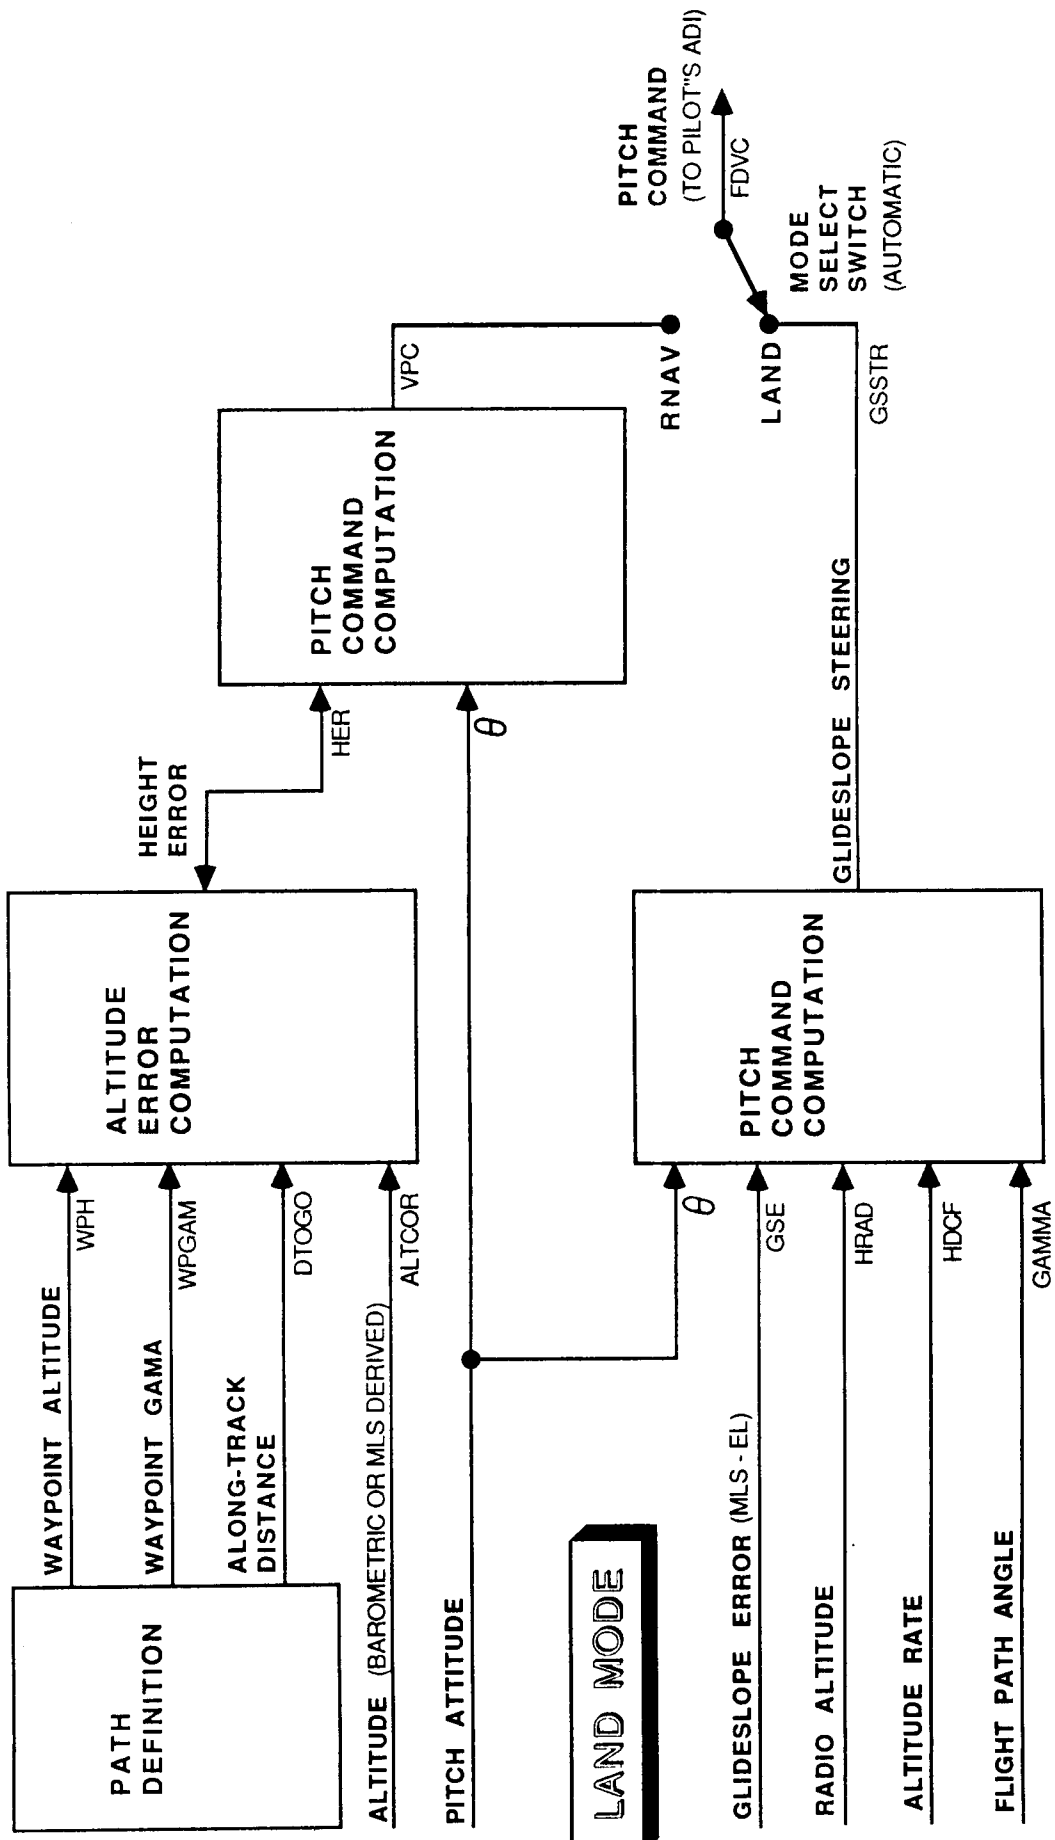 PATH
DEFINITION
WAYPOINT ALTITUDE
WPH
WAYPOINT GAMA
WPGAM
ALONG-TRACK
DISTANCE
DTOGO
ALTITUDE (BAROMETRIC OR MLS DERIVED)
ALTCOR
ALTITUDE
ERROR
COMPUTATION
HEIGHT
ERROR
HER
PITCH ATTITUDE
θ
PITCH
COMMAND
COMPUTATION
VPC
RNAV
LAND
PITCH
COMMAND
(TO PILOT"S ADI)
FDVC
MODE
SELECT
SWITCH
(AUTOMATIC)
LAND MODE
GLIDESLOPE ERROR (MLS - EL)
GSE
RADIO ALTITUDE
HRAD
ALTITUDE RATE
HDCF
FLIGHT PATH ANGLE
GAMMA
θ
PITCH
COMMAND
COMPUTATION
GLIDESLOPE STEERING
GSSTR